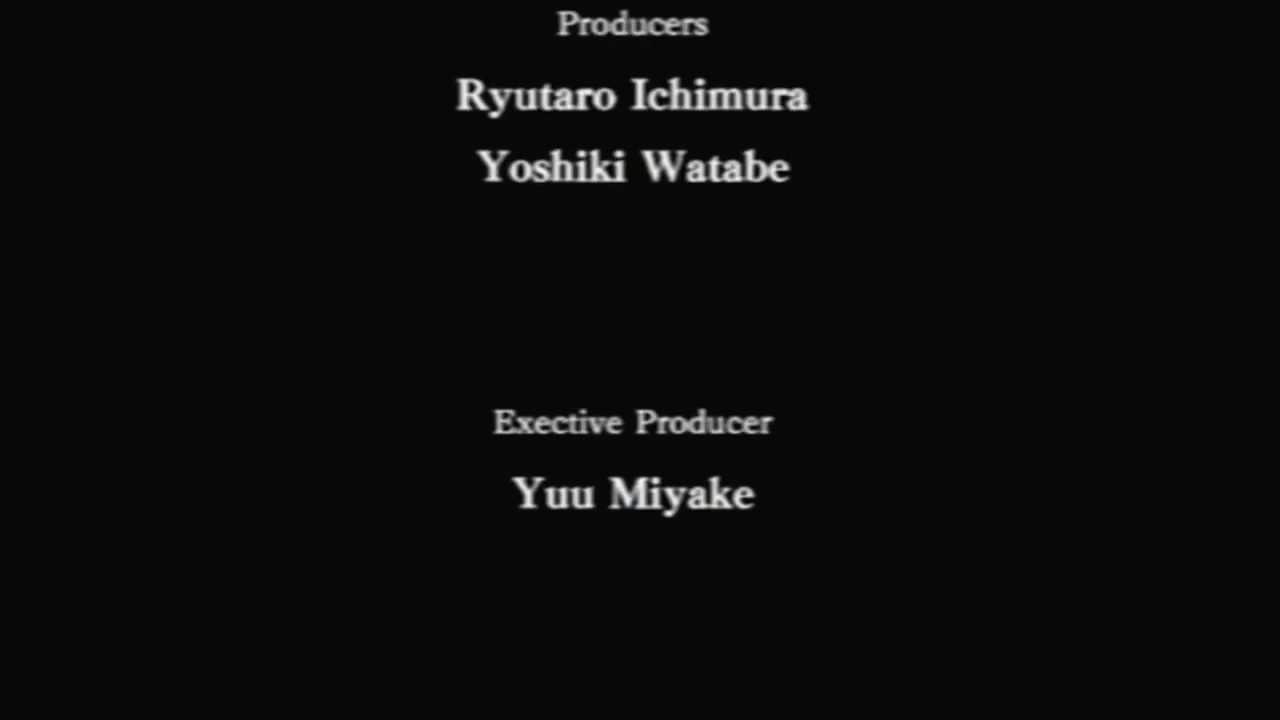 Producers
Ryutaro Ichimura
Yoshiki Watabe
Exective Producer
Yuu Miyake